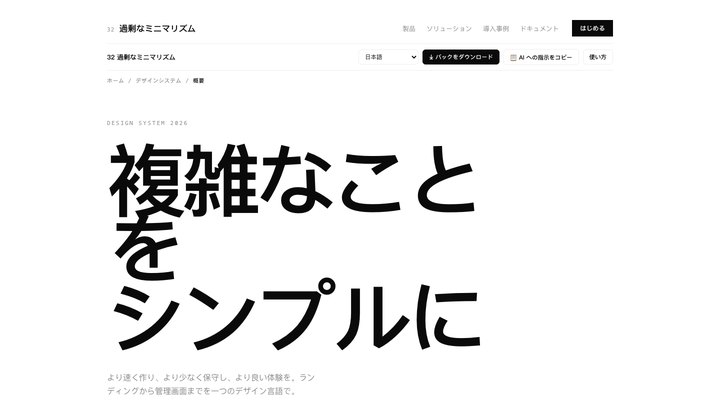 32 過剰なミニマリズム
製品 ソリューション 導入事例 ドキュメント はじめる
32 過剰なミニマリズム
日本語 パックをダウンロード AI への指示をコピー 使い方
ホーム / デザインシステム / 概要
DESIGN SYSTEM 2026
複雑なこと
を
シンプルに
より速く作り、より少なく保守し、より良い体験を。ラン
ディングから管理画面までを一つのデザイン言語で。